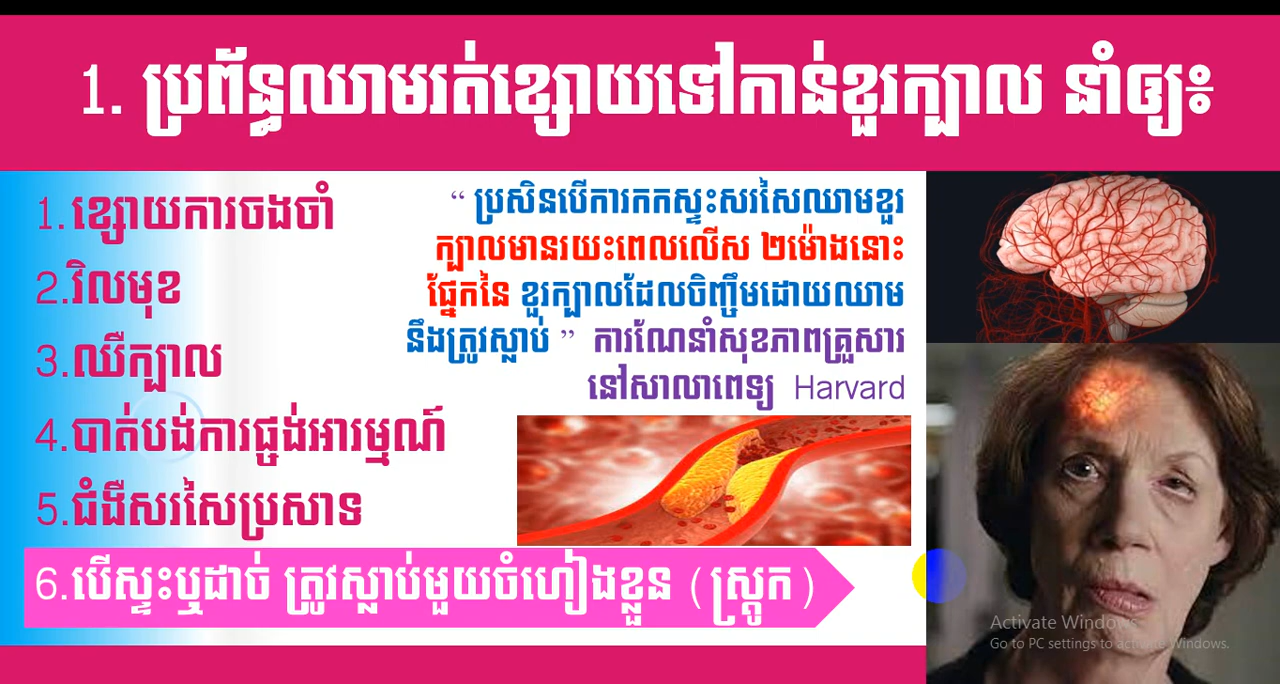 1. ប្រព័ន្ធឈាមរត់ខ្សោយទៅកាន់ខួរក្បាល នាំឲ្យ៖
1.ខ្សោយការចងចាំ
2.វិលមុខ
3.ឈឺក្បាល
4.បាត់បង់ការផ្ចង់អារម្មណ៍
5.ជំងឺសរសៃប្រសាទ
6.បើស្ទះឬដាច់ ត្រូវស្លាប់មួយចំហៀងខ្លួន (ស្ត្រូក)
“ ប្រសិនបើការកកស្ទះសរសៃឈាមខួរ
ក្បាលមានរយះពេលលើស ២ម៉ោងនោះ
ផ្នែកនៃ ខួរក្បាលដែលចិញ្ចឹមដោយឈាម
នឹងត្រូវស្លាប់ ” ការណែនាំសុខភាពគ្រួសារ
នៅសាលាពេទ្យ Harvard
Activate Windows
Go to PC settings to activate Windows.